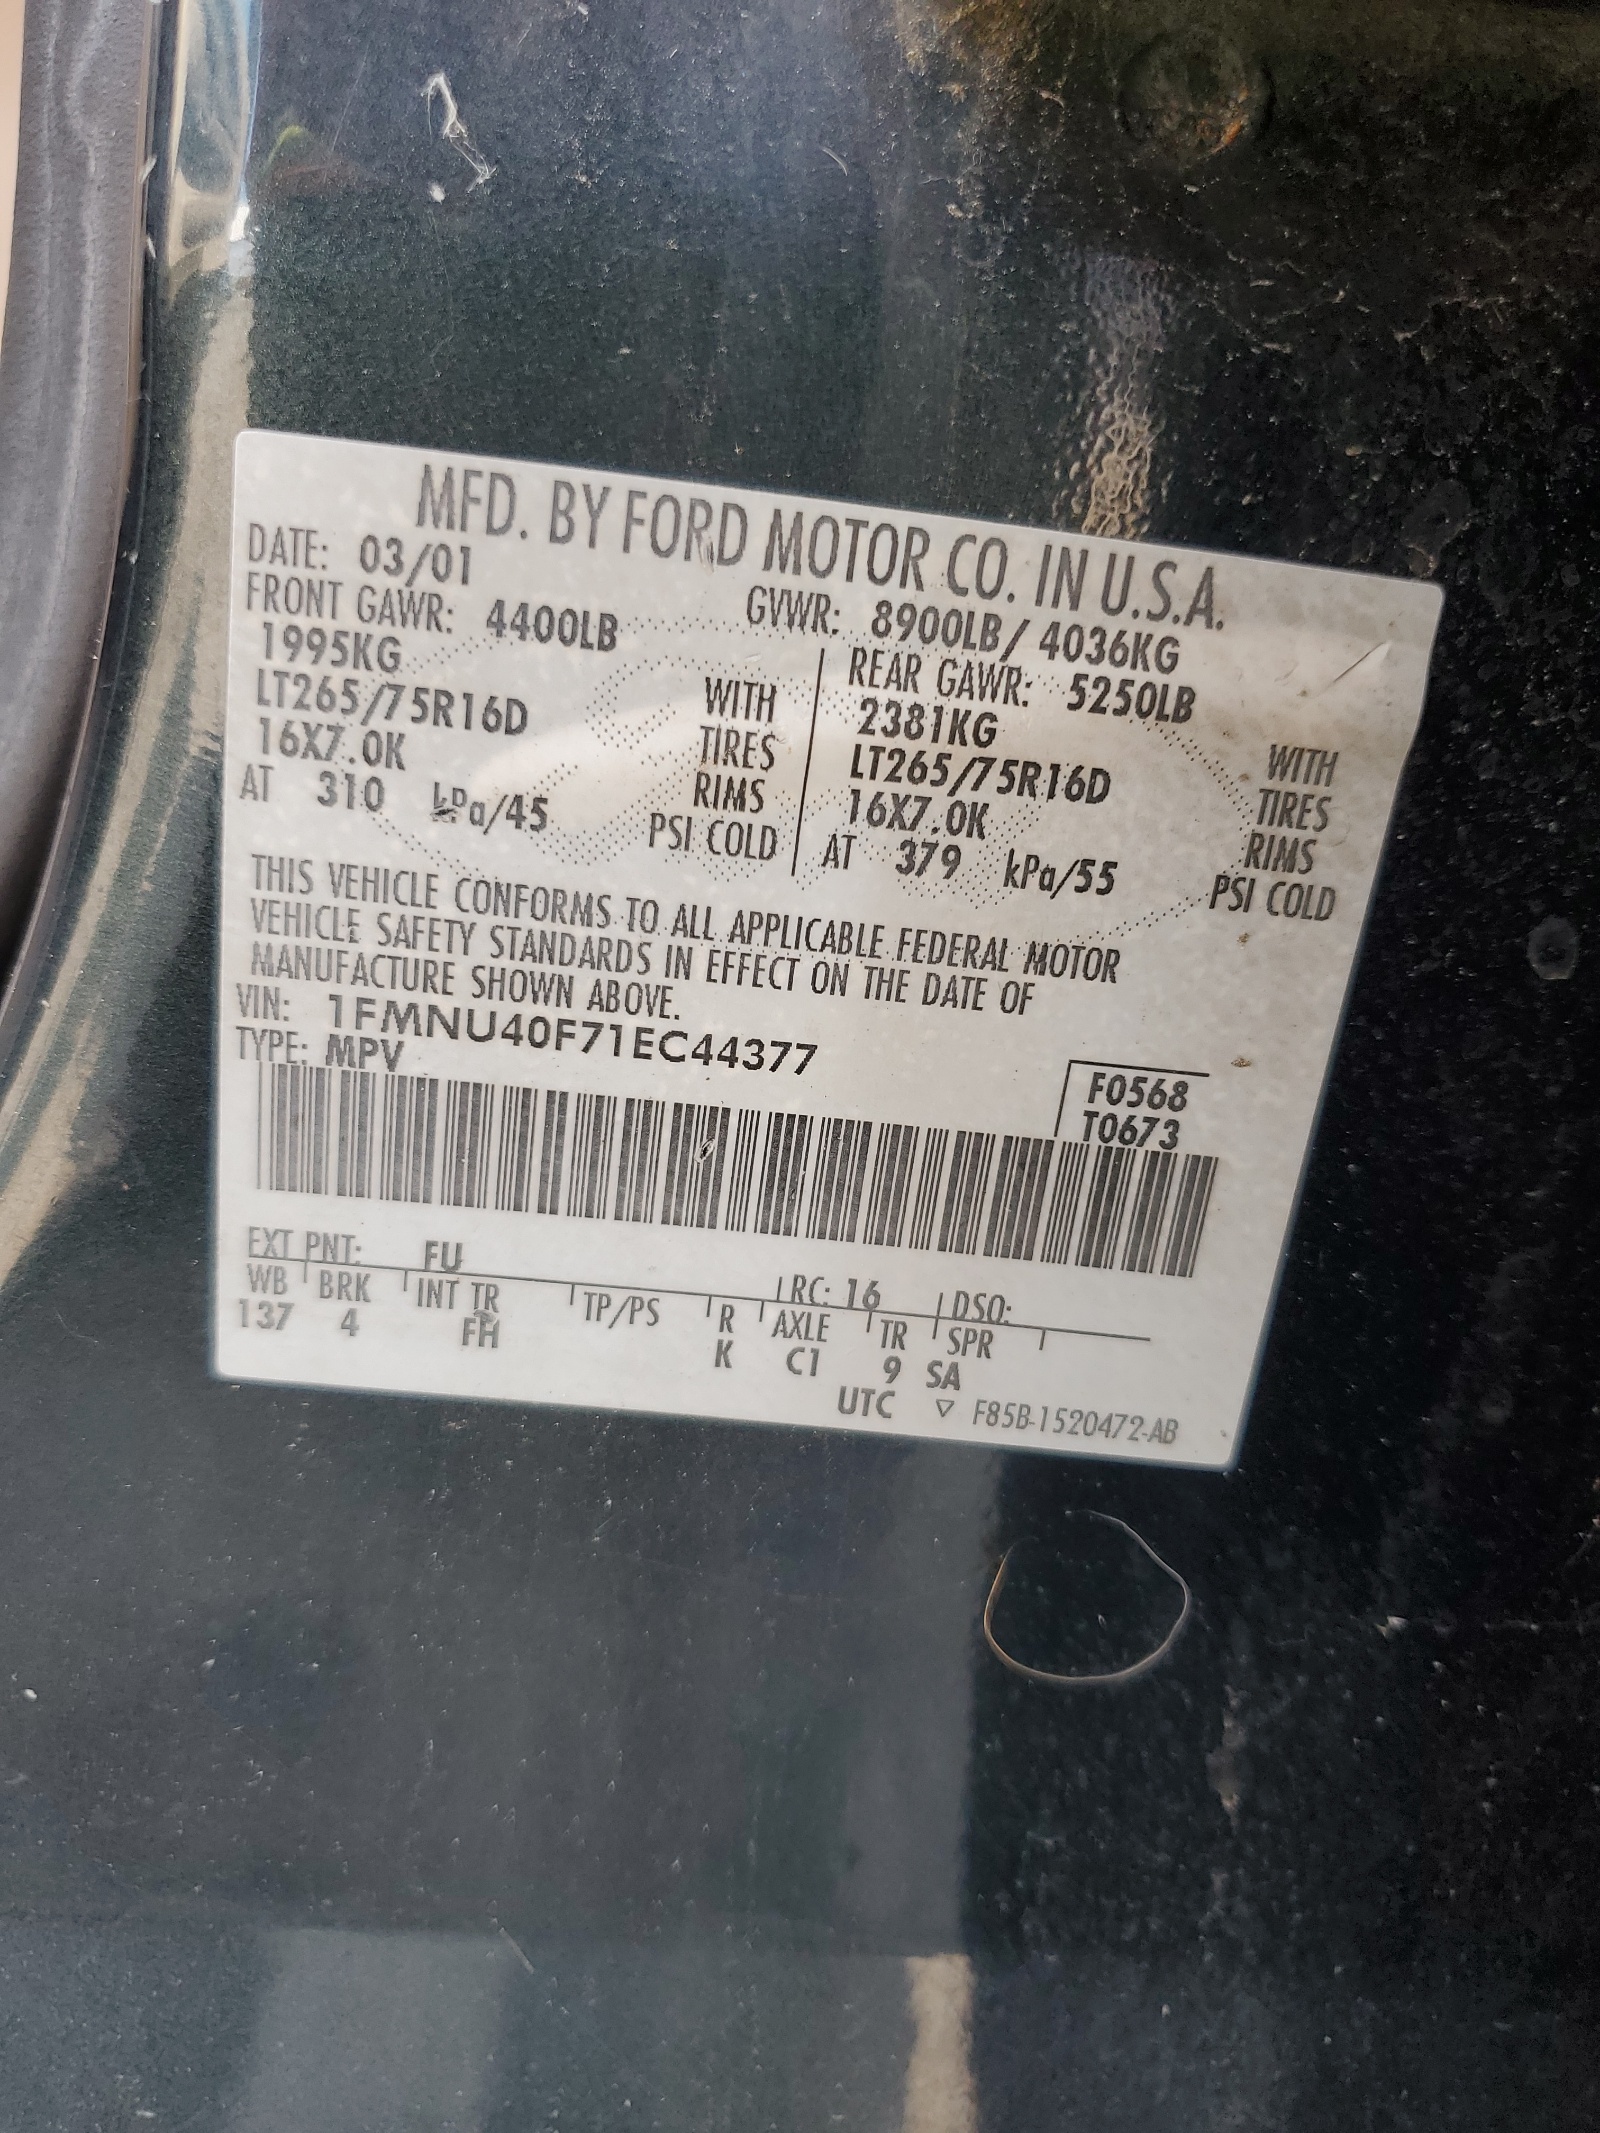 MFD. BY FORD MOTOR CO. IN U.S.A.
DATE: 03/01 GVWR: 8900LB/ 4036KG
FRONT GAWR: 4400LB REAR GAWR: 5250LB
1995KG WITH 2381KG WITH
LT265/75R16D TIRES LT265/75R16D TIRES
16X7.0K RIMS 16X7.0K RIMS
AT 310 kPa/45 PSI COLD AT 379 kPa/55 PSI COLD
THIS VEHICLE CONFORMS TO ALL APPLICABLE FEDERAL MOTOR
VEHICLE SAFETY STANDARDS IN EFFECT ON THE DATE OF
MANUFACTURE SHOWN ABOVE.
VIN: 1FMNU40F71EC44377
TYPE: MPV
F0568
T0673
EXT PNT: FU RC: 16 DSO:
WB BRK INT TR TP/PS R AXLE TR SPR
137 4 FH K C1 9 SA
UTC ▽ F85B-1520472-AB